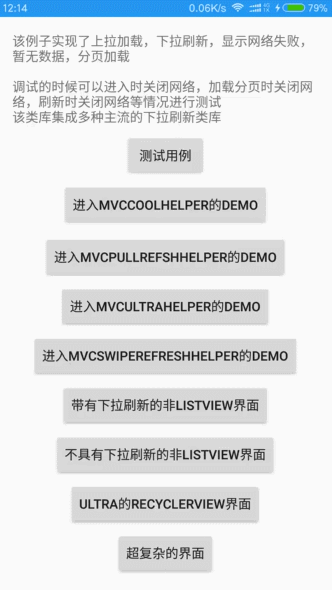 12:14
0.06K/s
79%
该例子实现了上拉加载，下拉刷新，显示网络失败，
暂无数据，分页加载
调试的时候可以进入时关闭网络，加载分页时关闭网
络，刷新时关闭网络等情况进行测试
该类库集成多种主流的下拉刷新类库
测试用例
进入MVCCOOLHELPER的DEMO
进入MVCPULLREFSHHELPER的DEMO
进入MVCULTRAHELPER的DEMO
进入MVCSWIPEREFRESHHELPER的DEMO
带有下拉刷新的非LISTVIEW界面
不具有下拉刷新的非LISTVIEW界面
ULTRA的RECYCLERVIEW界面
超复杂的界面